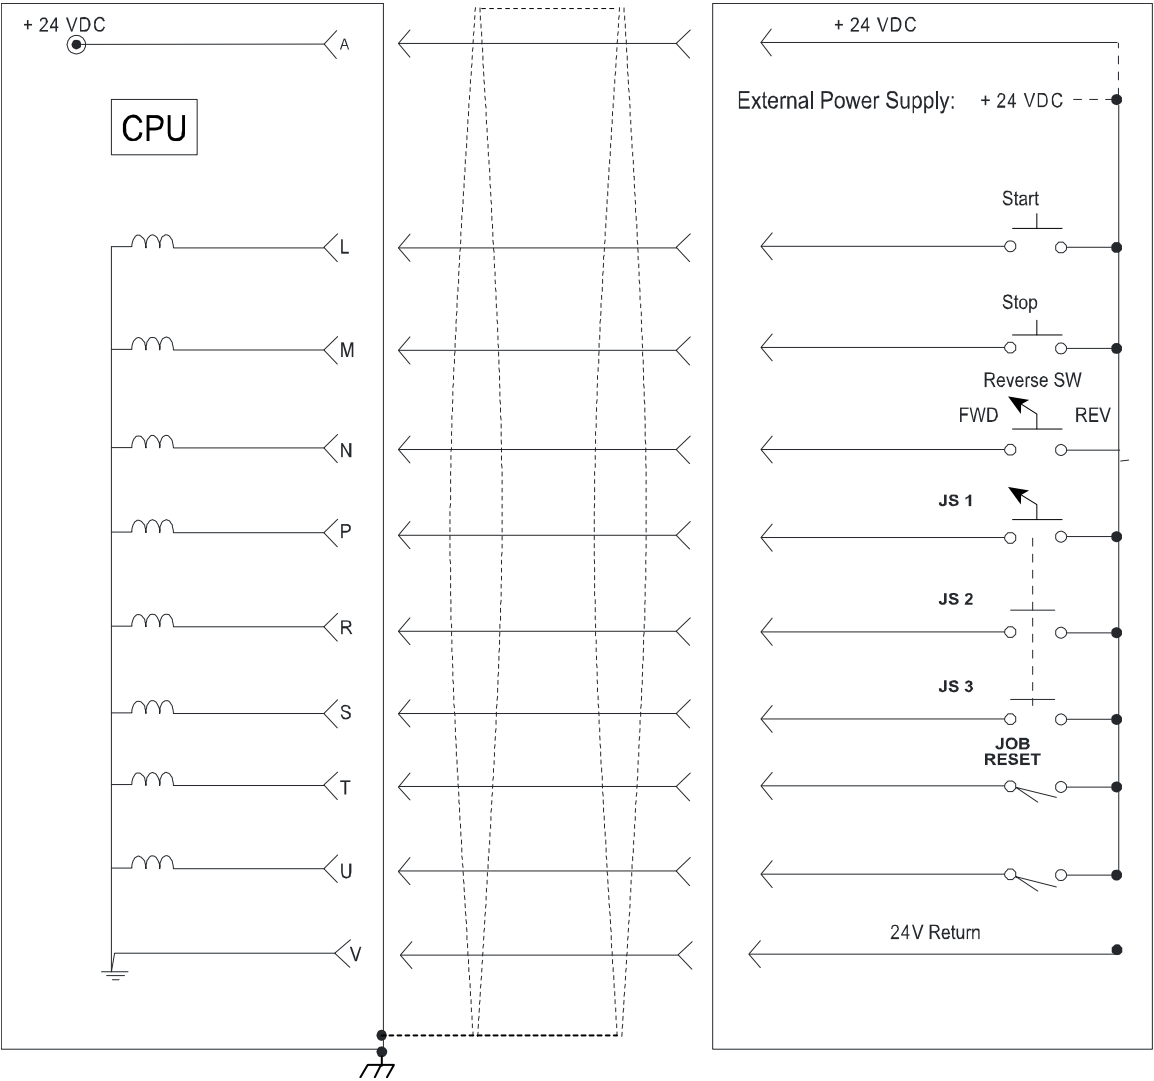 + 24 VDC
A
+ 24 VDC
External Power Supply: + 24 VDC
CPU
Start
L
Stop
M
Reverse SW
FWD REV
N
JS 1
P
JS 2
R
JS 3
S
JOB
RESET
T
U
24V Return
V